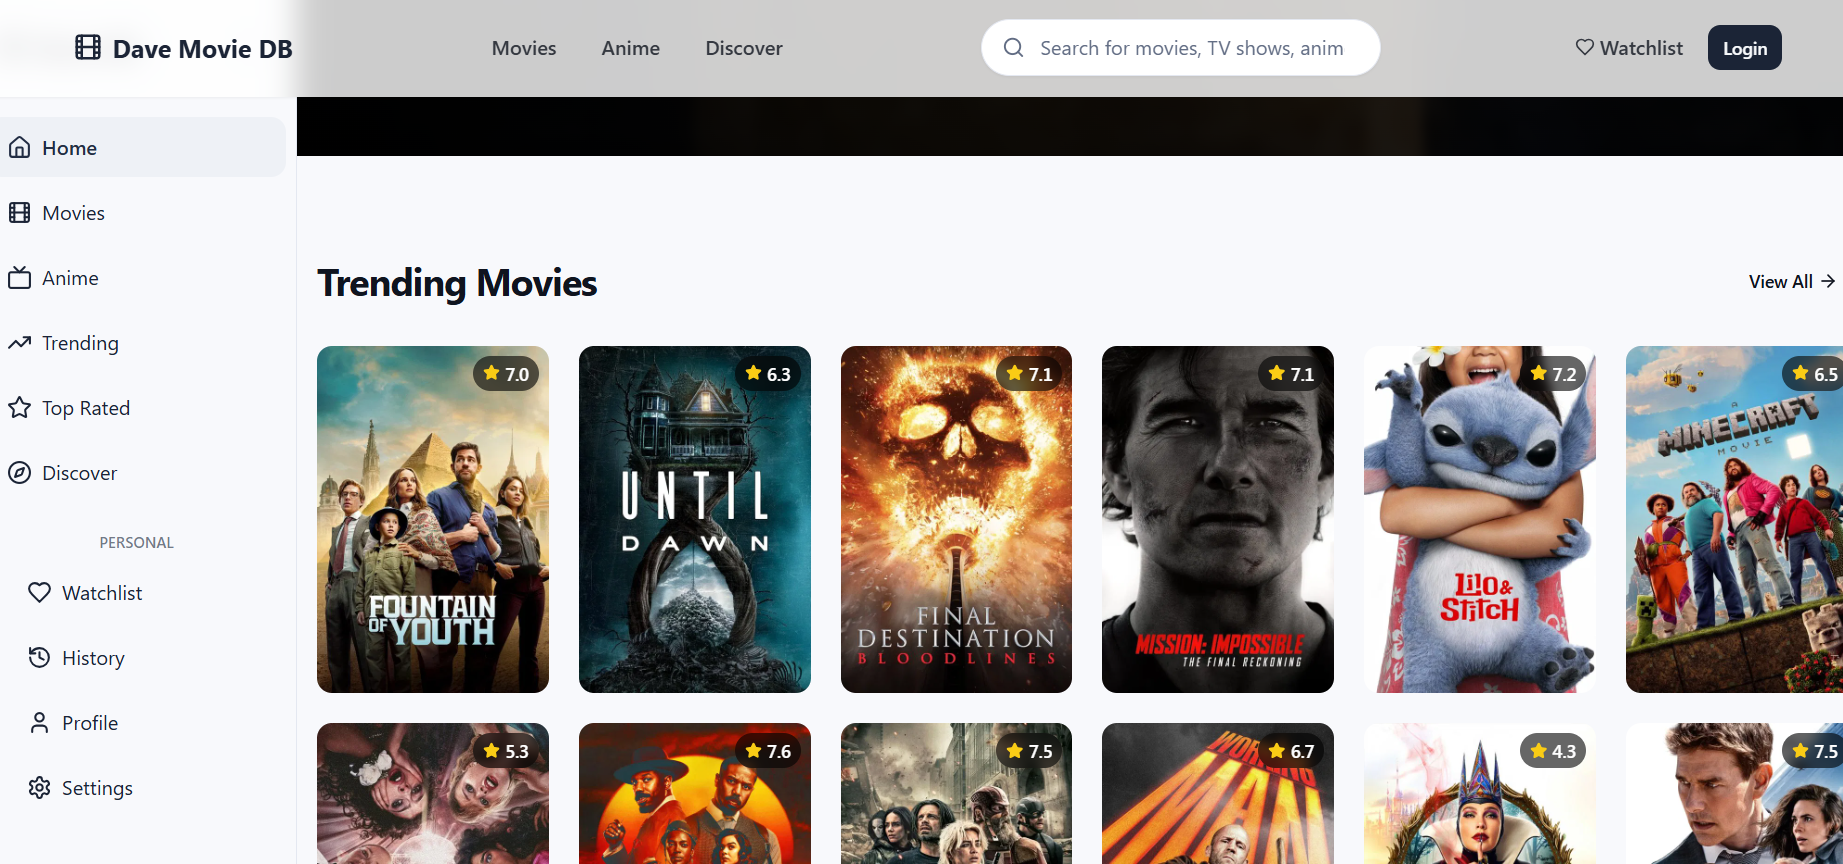 Dave Movie DB
Movies
Anime
Discover
Search for movies, TV shows, anim
Watchlist
Login
Home
Movies
Anime
Trending
Top Rated
Discover
PERSONAL
Watchlist
History
Profile
Settings
Trending Movies
View All
7.0
FOUNTAIN
OF YOUTH
6.3
UNTIL
DAWN
7.1
FINAL
DESTINATION
BLOODLINES
7.1
MISSION: IMPOSSIBLE
THE FINAL RECKONING
7.2
Lilo &
Stitch
6.5
A
MINECRAFT
MOVIE
5.3
7.6
7.5
6.7
WORKING
MAN
4.3
7.5